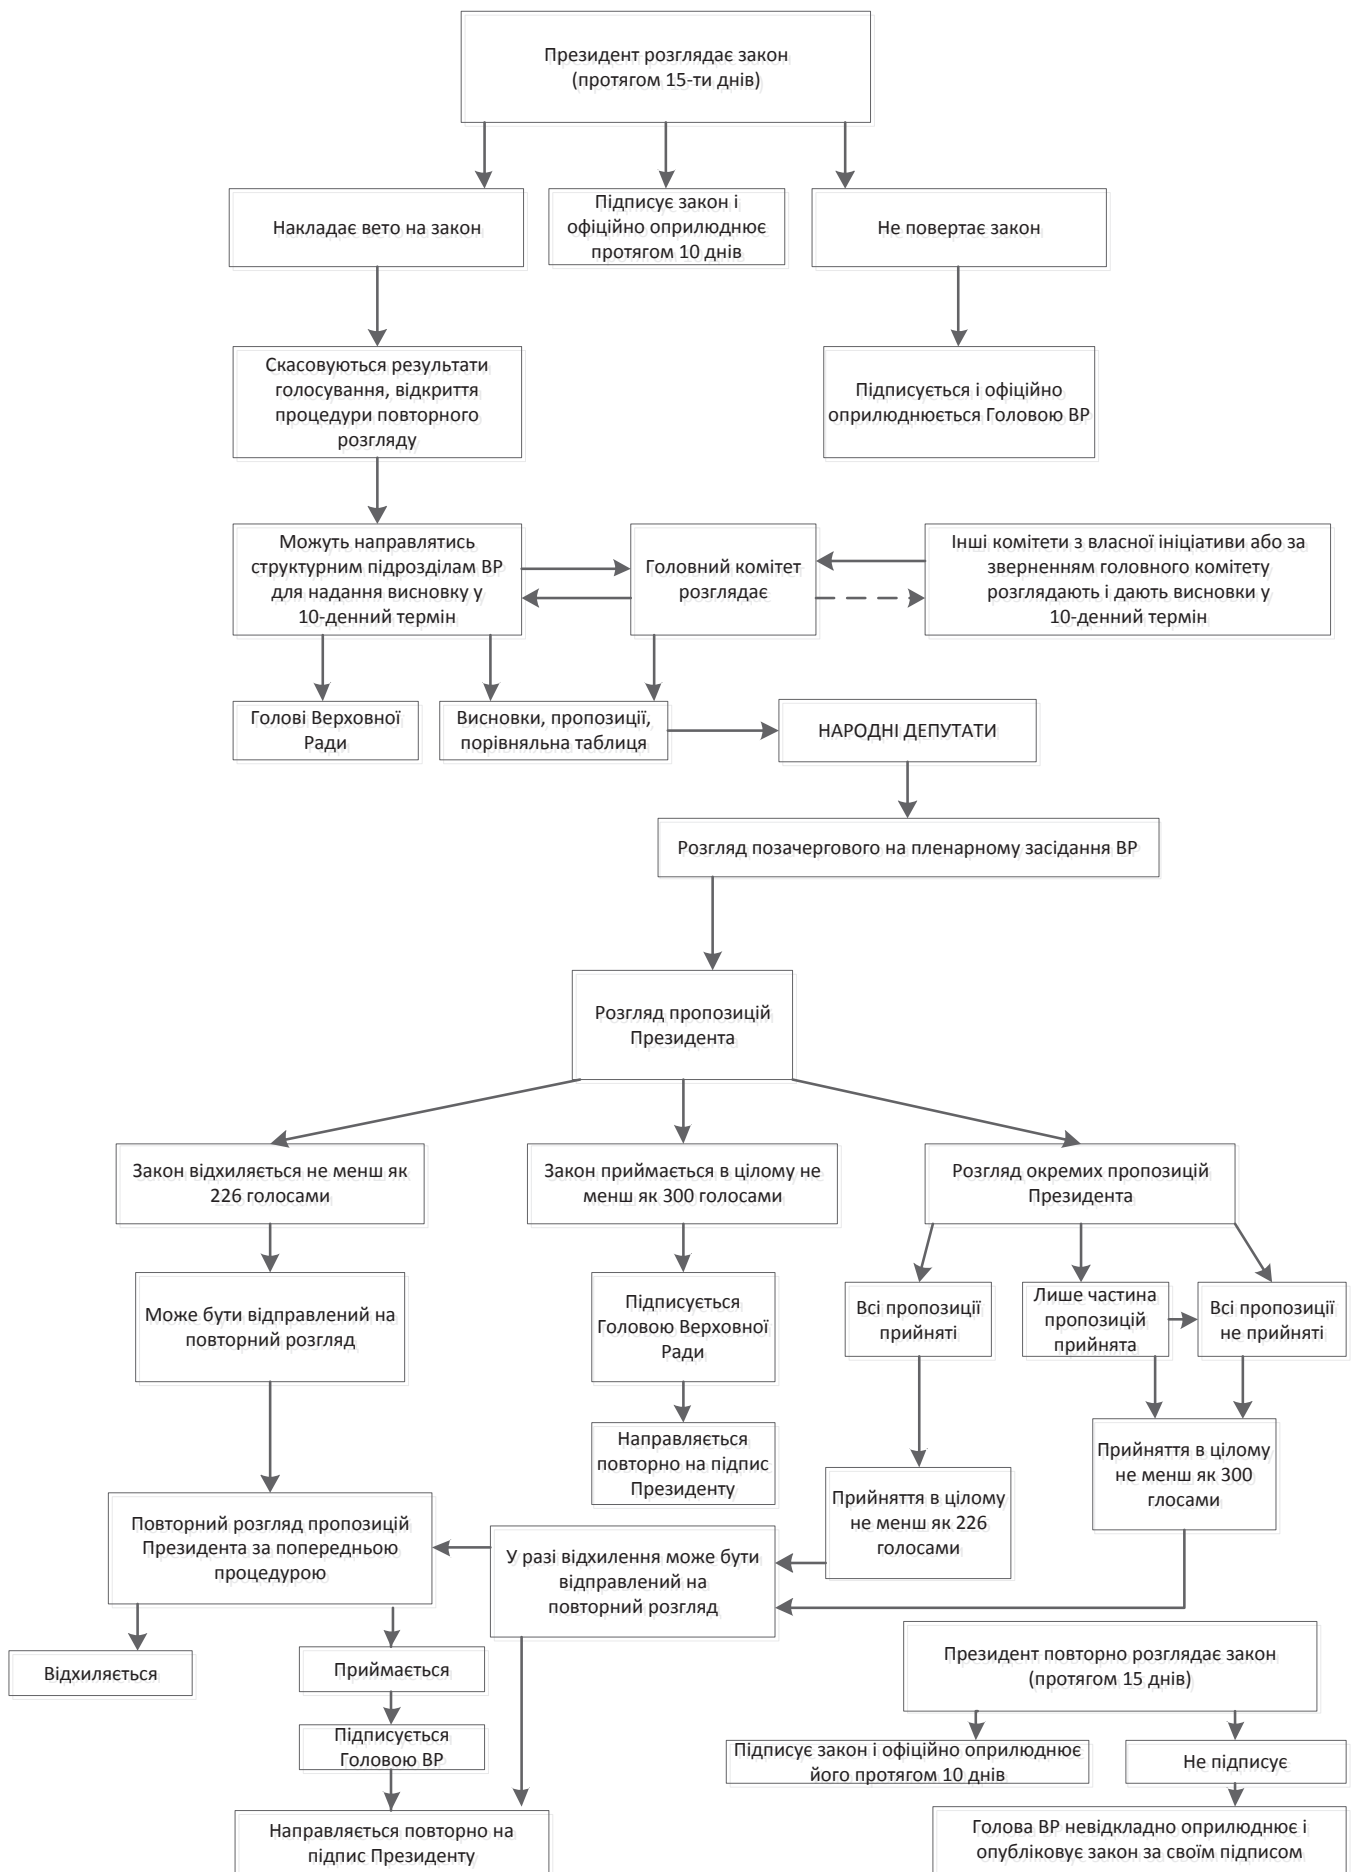 Президент розглядає закон
(протягом 15-ти днів)
Накладає вето на закон
Підписує закон і
офіційно оприлюднює
протягом 10 днів
Не повертає закон
Скасовуються результати
голосування, відкриття
процедури повторного
розгляду
Підписується і офіційно
оприлюднюється Головою ВР
Можуть направлятись
структурним підрозділам ВР
для надання висновку у
10-денний термін
Головний комітет
розглядає
Інші комітети з власної ініціативи або за
зверненням головного комітету
розглядають і дають висновки у
10-денний термін
Голові Верховної
Ради
Висновки, пропозиції,
порівняльна таблиця
НАРОДНІ ДЕПУТАТИ
Розгляд позачергового на пленарному засідання ВР
Розгляд пропозицій
Президента
Закон відхиляється не менш як
226 голосами
Закон приймається в цілому не
менш як 300 голосами
Розгляд окремих пропозицій
Президента
Може бути відправлений на
повторний розгляд
Підписується
Головою Верховної
Ради
Всі пропозиції
прийняті
Лише частина
пропозицій
прийнята
Всі пропозиції
не прийняті
Направляється
повторно на підпис
Президенту
Прийняття в цілому
не менш як 300
глосами
Прийняття в цілому
не менш як 226
голосами
Повторний розгляд пропозицій
Президента за попередньою
процедурою
У разі відхилення може бути
відправлений на
повторний розгляд
Відхиляється
Приймається
Президент повторно розглядає закон
(протягом 15 днів)
Підписується
Головою ВР
Підписує закон і офіційно оприлюднює
його протягом 10 днів
Не підписує
Направляється повторно на
підпис Президенту
Голова ВР невідкладно оприлюднює і
опубліковує закон за своїм підписом